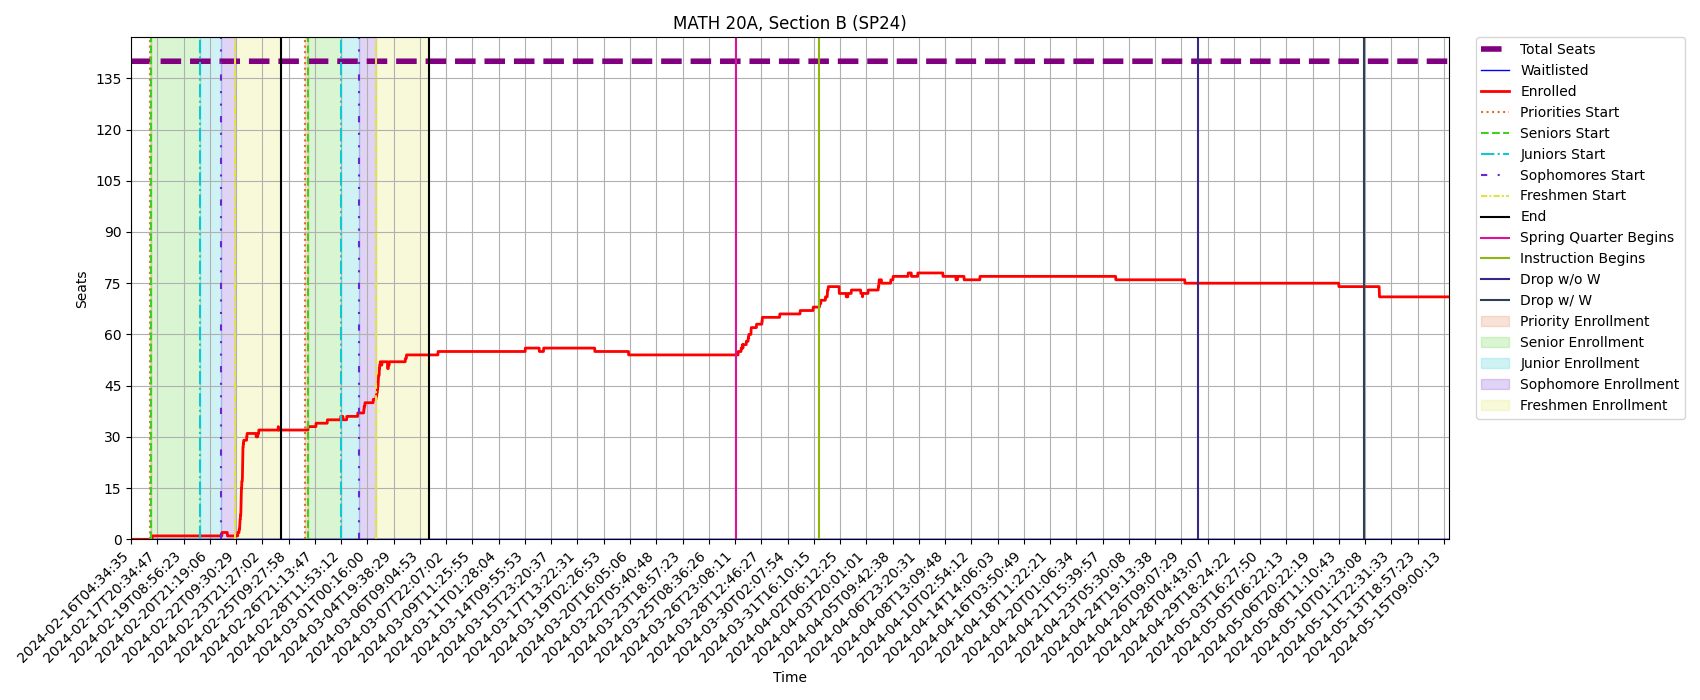 MATH 20A, Section B (SP24)
Seats
135
120
105
90
75
60
45
30
15
0
2024-02-16T04:34:35
2024-02-17T20:34:47
2024-02-19T08:56:23
2024-02-20T21:19:06
2024-02-22T09:30:29
2024-02-23T21:27:02
2024-02-25T09:27:58
2024-02-26T21:13:47
2024-02-28T11:53:12
2024-03-01T00:16:00
2024-03-04T19:38:29
2024-03-06T09:04:53
2024-03-07T22:07:02
2024-03-11T01:25:55
2024-03-12T11:28:04
2024-03-14T09:55:53
2024-03-15T23:20:37
2024-03-17T13:22:31
2024-03-19T02:26:53
2024-03-20T16:05:06
2024-03-22T05:40:48
2024-03-23T18:57:23
2024-03-25T08:36:26
2024-03-26T23:08:11
2024-03-28T12:46:27
2024-03-30T02:07:54
2024-03-31T16:10:15
2024-04-02T06:12:25
2024-04-03T20:01:01
2024-04-05T09:42:38
2024-04-06T23:20:31
2024-04-08T13:09:48
2024-04-10T02:54:12
2024-04-14T14:06:03
2024-04-16T03:50:49
2024-04-18T11:22:21
2024-04-20T01:06:34
2024-04-21T15:39:57
2024-04-23T05:30:08
2024-04-24T19:13:38
2024-04-26T09:07:29
2024-04-28T04:43:07
2024-04-29T18:24:22
2024-05-03T16:27:50
2024-05-05T06:22:13
2024-05-06T20:22:19
2024-05-08T11:10:43
2024-05-10T01:23:08
2024-05-11T22:31:33
2024-05-13T18:57:23
2024-05-15T09:00:13
Time
Total Seats
Waitlisted
Enrolled
Priorities Start
Seniors Start
Juniors Start
Sophomores Start
Freshmen Start
End
Spring Quarter Begins
Instruction Begins
Drop w/o W
Drop w/ W
Priority Enrollment
Senior Enrollment
Junior Enrollment
Sophomore Enrollment
Freshmen Enrollment